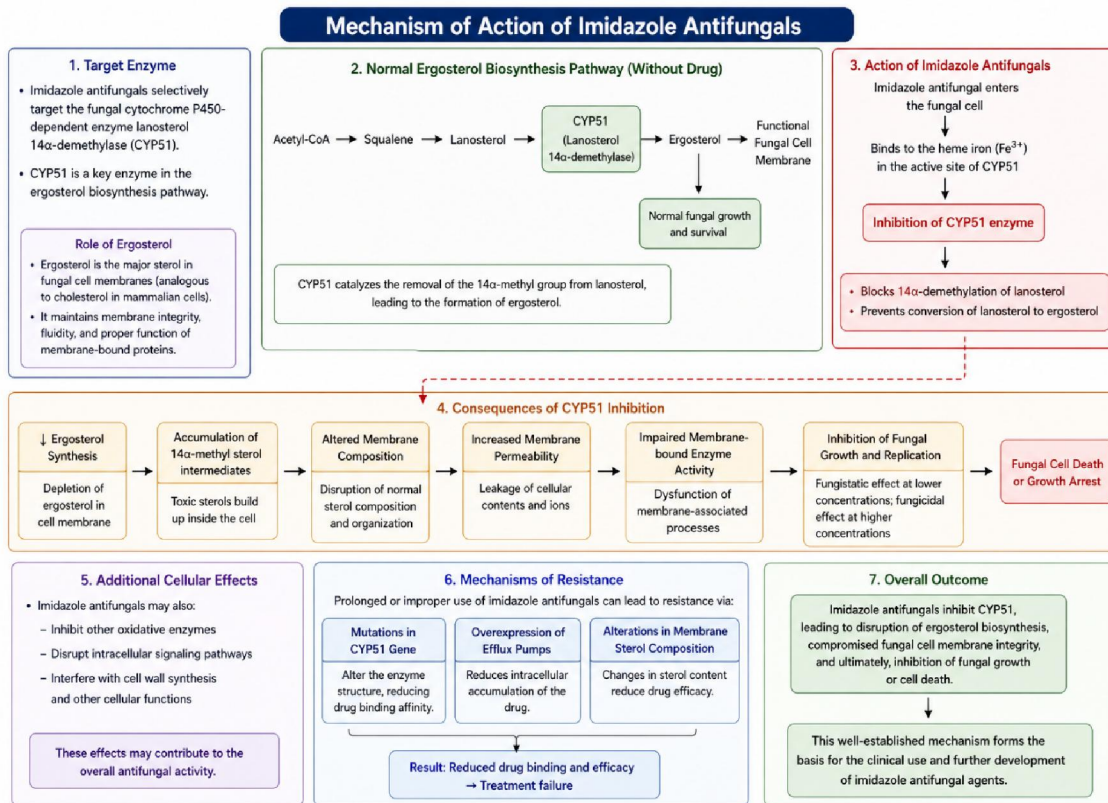 Mechanism of Action of Imidazole Antifungals
1. Target Enzyme
• Imidazole antifungals selectively
target the fungal cytochrome P450-
dependent enzyme lanosterol
14α-demethylase (CYP51).
• CYP51 is a key enzyme in the
ergosterol biosynthesis pathway.
Role of Ergosterol
• Ergosterol is the major sterol in
fungal cell membranes (analogous
to cholesterol in mammalian cells).
• It maintains membrane integrity,
fluidity, and proper function of
membrane-bound proteins.
2. Normal Ergosterol Biosynthesis Pathway (Without Drug)
Acetyl-CoA
Squalene
Lanosterol
CYP51
(Lanosterol
14α-demethylase)
Ergosterol
Functional
Fungal Cell
Membrane
Normal fungal growth
and survival
CYP51 catalyzes the removal of the 14α-methyl group from lanosterol,
leading to the formation of ergosterol.
3. Action of Imidazole Antifungals
Imidazole antifungal enters
the fungal cell
Binds to the heme iron (Fe³⁺)
in the active site of CYP51
Inhibition of CYP51 enzyme
• Blocks 14α-demethylation of lanosterol
• Prevents conversion of lanosterol to ergosterol
4. Consequences of CYP51 Inhibition
↓ Ergosterol
Synthesis
Depletion of
ergosterol in
cell membrane
Accumulation of
14α-methyl sterol
intermediates
Toxic sterols build
up inside the cell
Altered Membrane
Composition
Disruption of normal
sterol composition
and organization
Increased Membrane
Permeability
Leakage of cellular
contents and ions
Impaired Membrane-
bound Enzyme
Activity
Dysfunction of
membrane-associated
processes
Inhibition of Fungal
Growth and Replication
Fungistatic effect at lower
concentrations; fungicidal
effect at higher
concentrations
Fungal Cell Death
or Growth Arrest
5. Additional Cellular Effects
• Imidazole antifungals may also:
– Inhibit other oxidative enzymes
– Disrupt intracellular signaling pathways
– Interfere with cell wall synthesis
and other cellular functions
These effects may contribute to the
overall antifungal activity.
6. Mechanisms of Resistance
Prolonged or improper use of imidazole antifungals can lead to resistance via:
Mutations in
CYP51 Gene
Alter the enzyme
structure, reducing
drug binding affinity.
Overexpression of
Efflux Pumps
Reduces intracellular
accumulation of the
drug.
Alterations in Membrane
Sterol Composition
Changes in sterol content
reduce drug efficacy.
Result: Reduced drug binding and efficacy
→ Treatment failure
7. Overall Outcome
Imidazole antifungals inhibit CYP51,
leading to disruption of ergosterol biosynthesis,
compromised fungal cell membrane integrity,
and ultimately, inhibition of fungal growth
or cell death.
This well-established mechanism forms the
basis for the clinical use and further development
of imidazole antifungal agents.